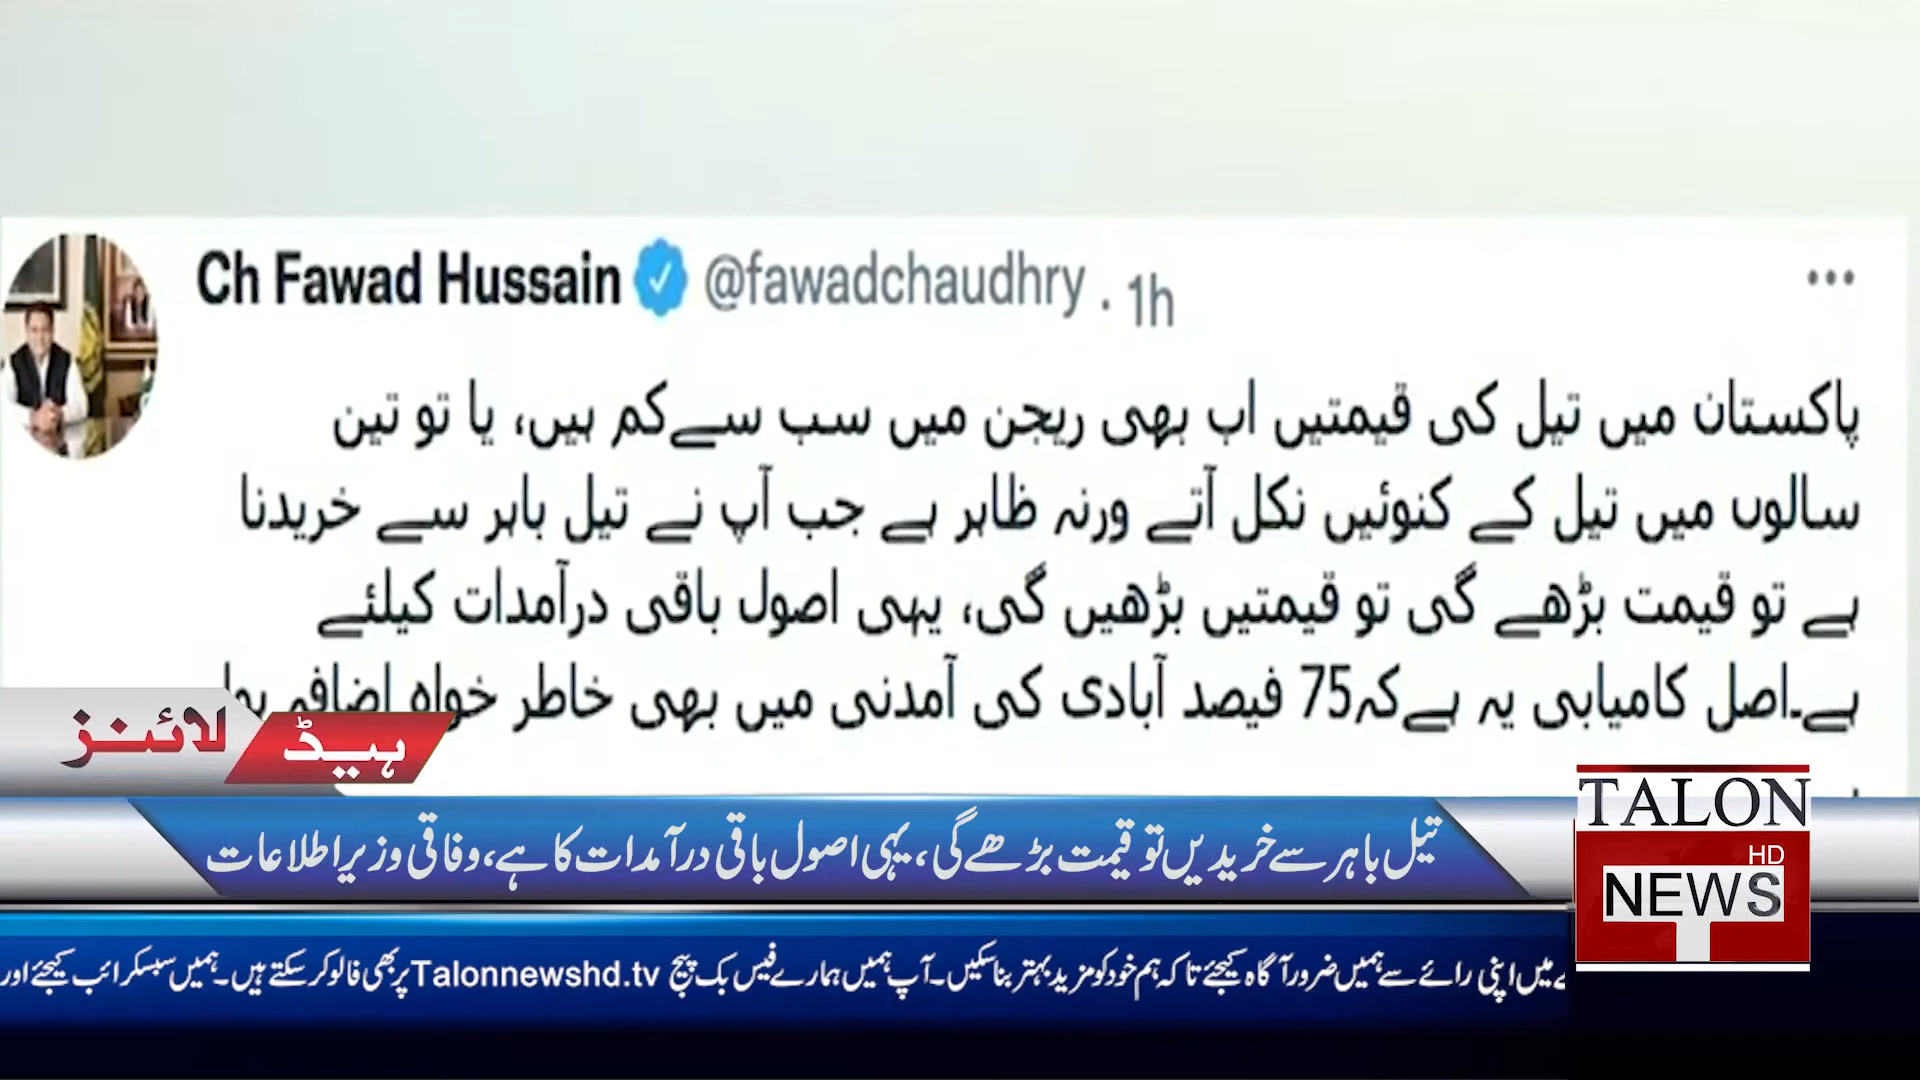 Ch Fawad Hussain @fawadchaudhry . 1h
پاکستان میں تیل کی قیمتیں اب بھی ریجن میں سب سےکم ہیں، یا تو تین
سالوں میں تیل کے کنوئیں نکل آتے ورنہ ظاہر ہے جب آپ نے تیل باہر سے خریدنا
ہے تو قیمت بڑھے گی تو قیمتیں بڑھیں گی، یہی اصول باقی درآمدات کیلئے
ہے۔اصل کامیابی یہ ہےکہ75 فیصد آبادی کی آمدنی میں بھی خاطر خواہ اضافہ ہوا
ہیڈ لائنز
تیل باہر سے خریدیں تو قیمت بڑھے گی، یہی اصول باقی درآمدات کا ہے، وفاقی وزیر اطلاعات
TALON
HD
NEWS
میں اپنی رائے سے ہمیں ضرور آگاہ کیجئے تاکہ ہم خود کو مزید بہتر بنا سکیں۔ آپ ہمیں ہمارے فیس بک پیج Talonnewshd.tv پر بھی فالو کر سکتے ہیں۔ ہمیں سبسکرائب کیجئے اور